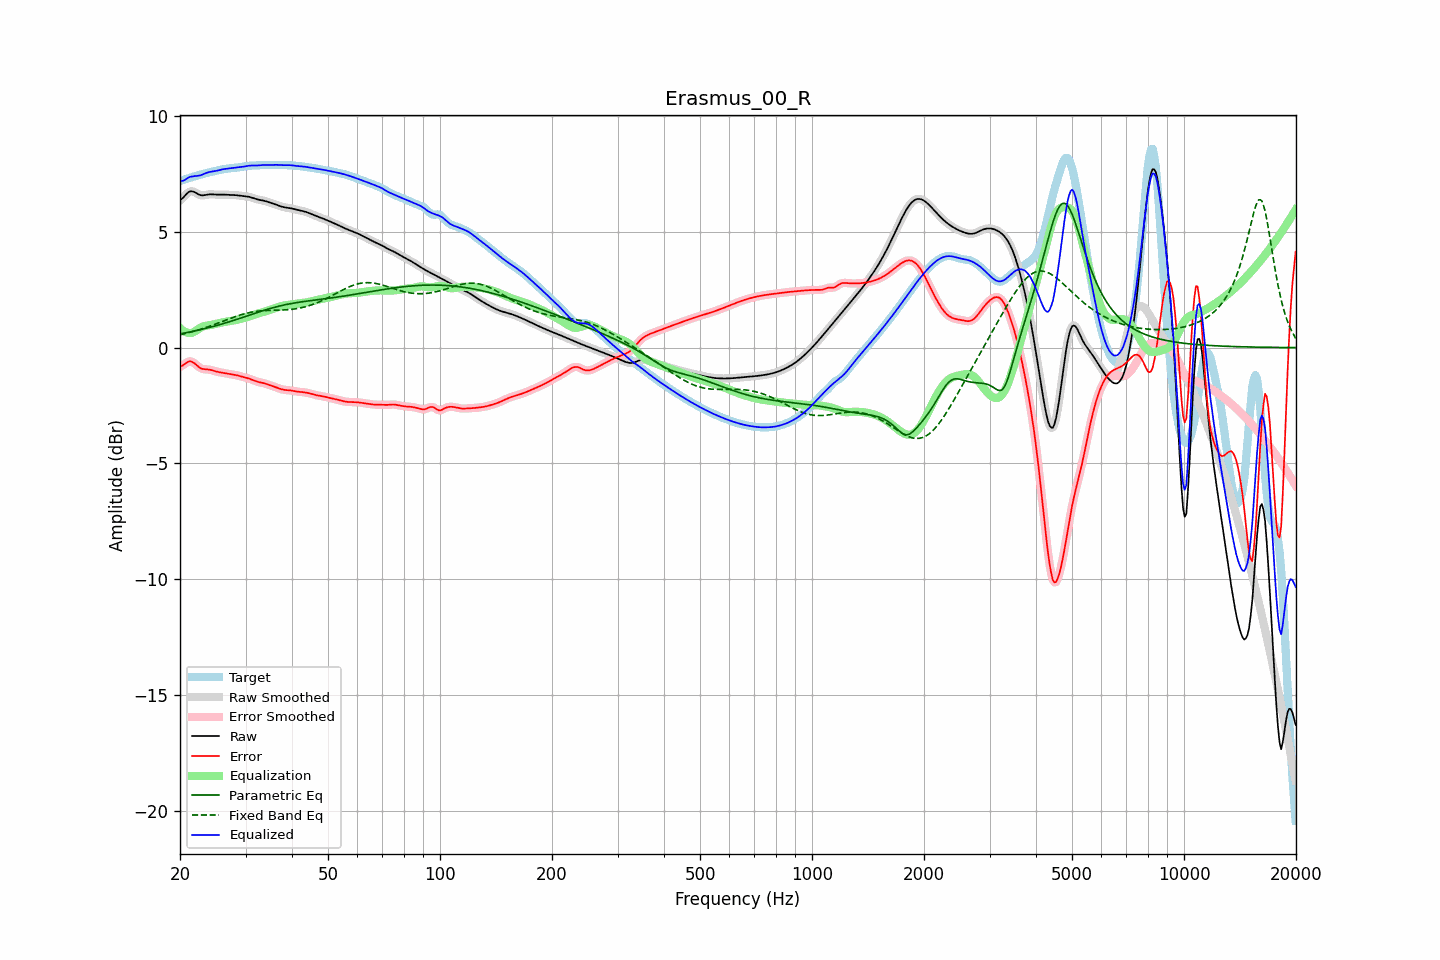 Erasmus_00_R
10
5
0
−5
−10
−15
−20
Amplitude (dBr)
Target
Raw Smoothed
Error Smoothed
Raw
Error
Equalization
Parametric Eq
Fixed Band Eq
Equalized
20 50 100 200 500 1000 2000 5000 10000 20000
Frequency (Hz)